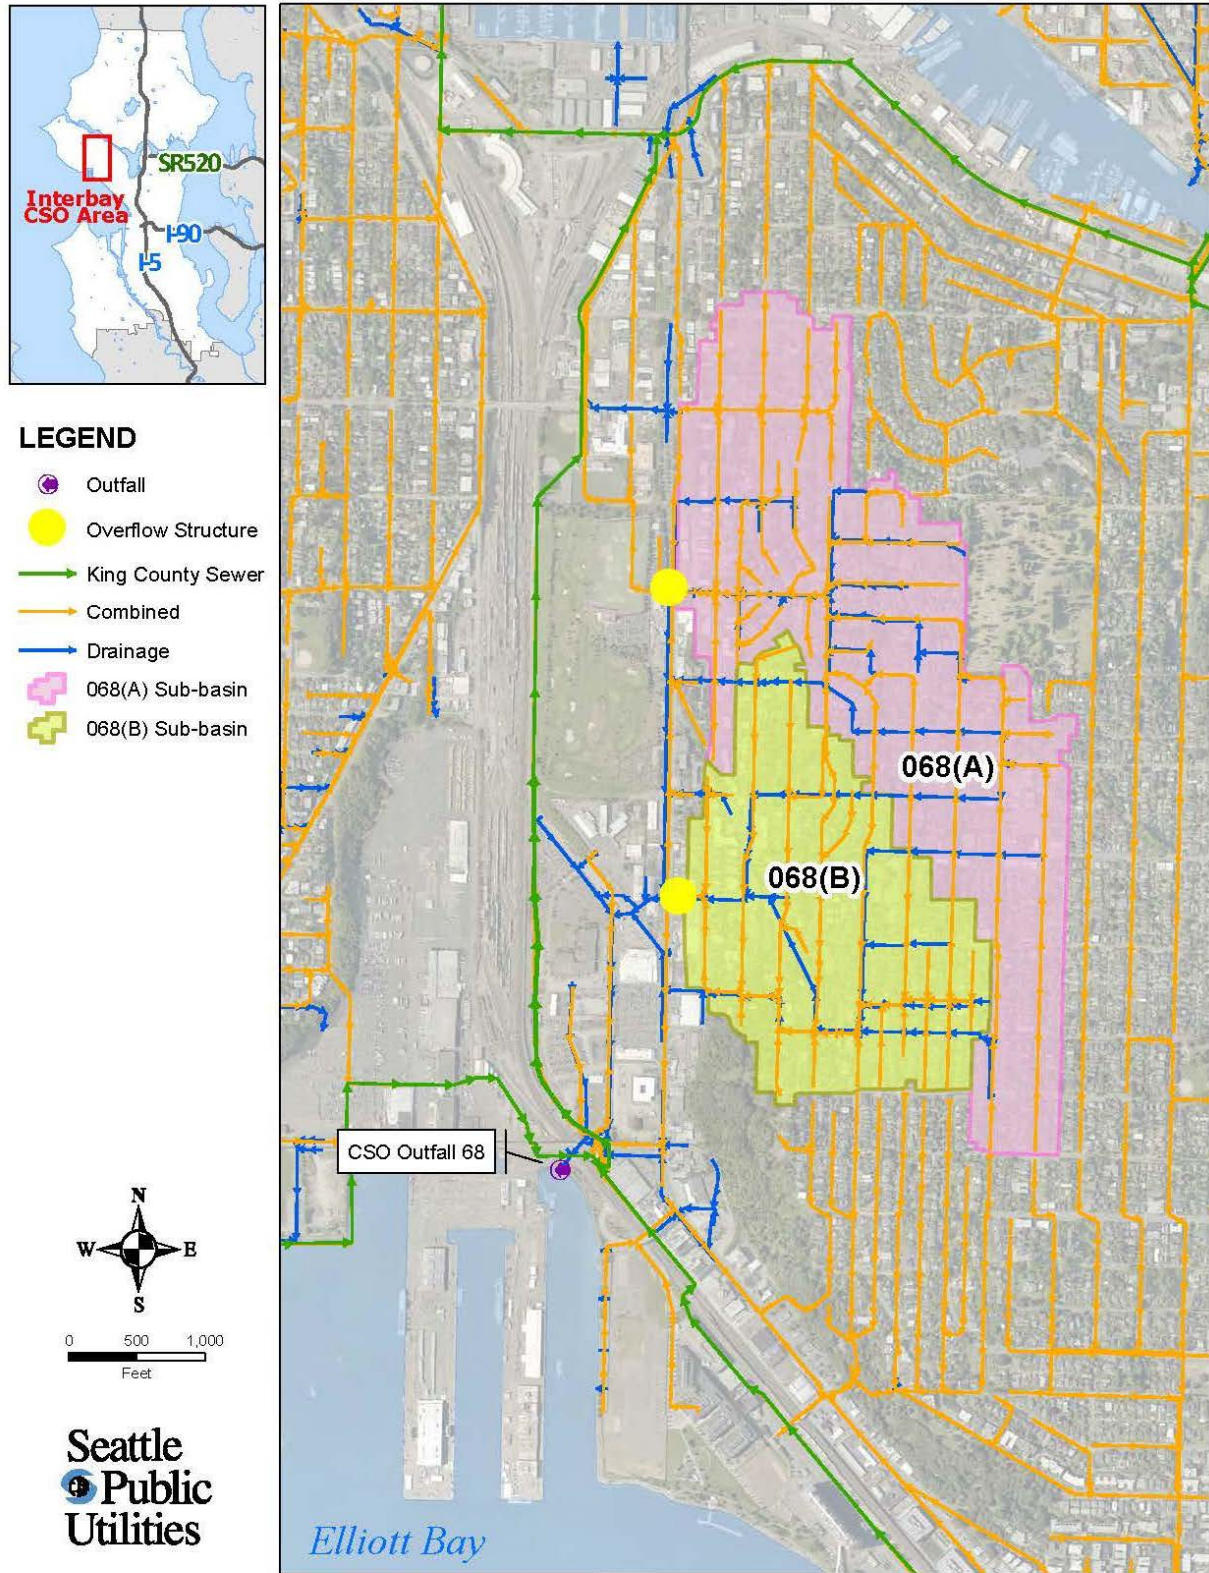 SR520
Interbay
CSO Area
I-90
I-5
LEGEND
Outfall
Overflow Structure
King County Sewer
Combined
Drainage
068(A) Sub-basin
068(B) Sub-basin
068(A)
068(B)
CSO Outfall 68
N
W E
S
0 500 1,000
Feet
Seattle
Public
Utilities
Elliott Bay